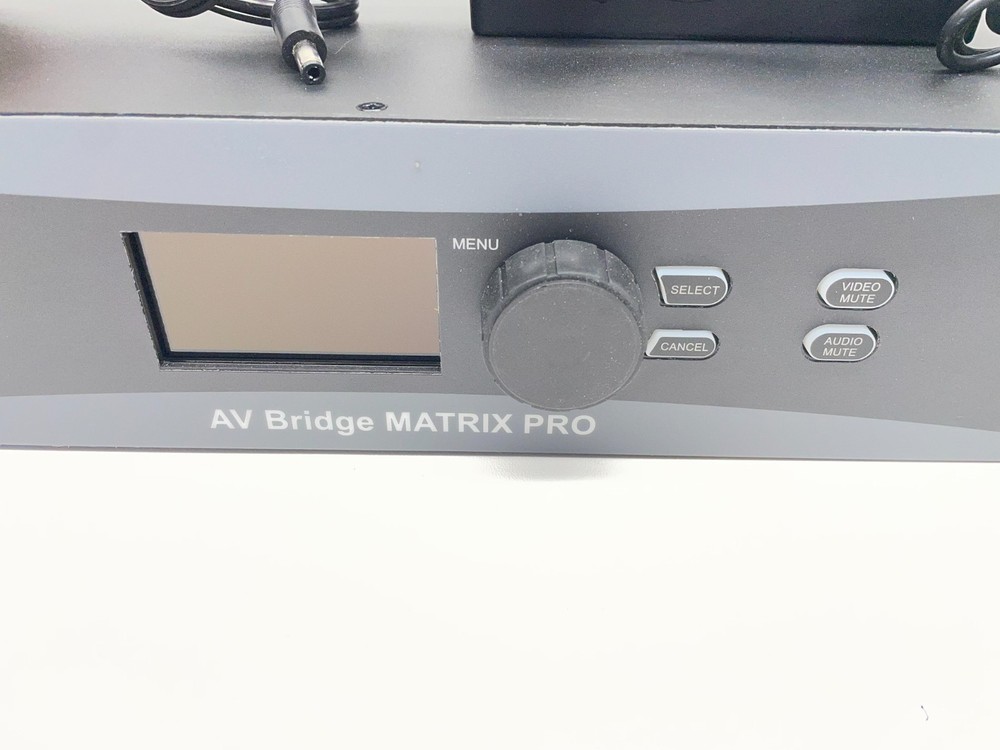 MENU
SELECT
CANCEL
VIDEO
MUTE
AUDIO
MUTE
AV Bridge MATRIX PRO